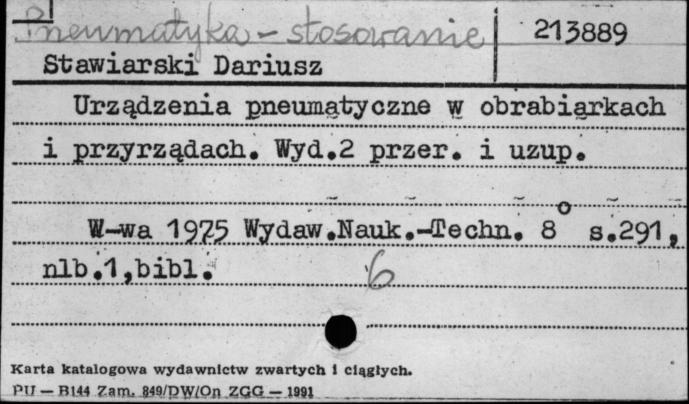 Pneumatyka - stosowanie 213889
Stawiarski Dariusz
Urządzenia pneumatyczne w obrabiarkach
i przyrządach. Wyd.2 przer. i uzup.
W-wa 1975 Wydaw.Nauk.-Techn. 8° s.291,
nlb.1,bibl. 6
Karta katalogowa wydawnictw zwartych i ciągłych.
PU — B144 Zam. 849/DW/On ZGG — 1991